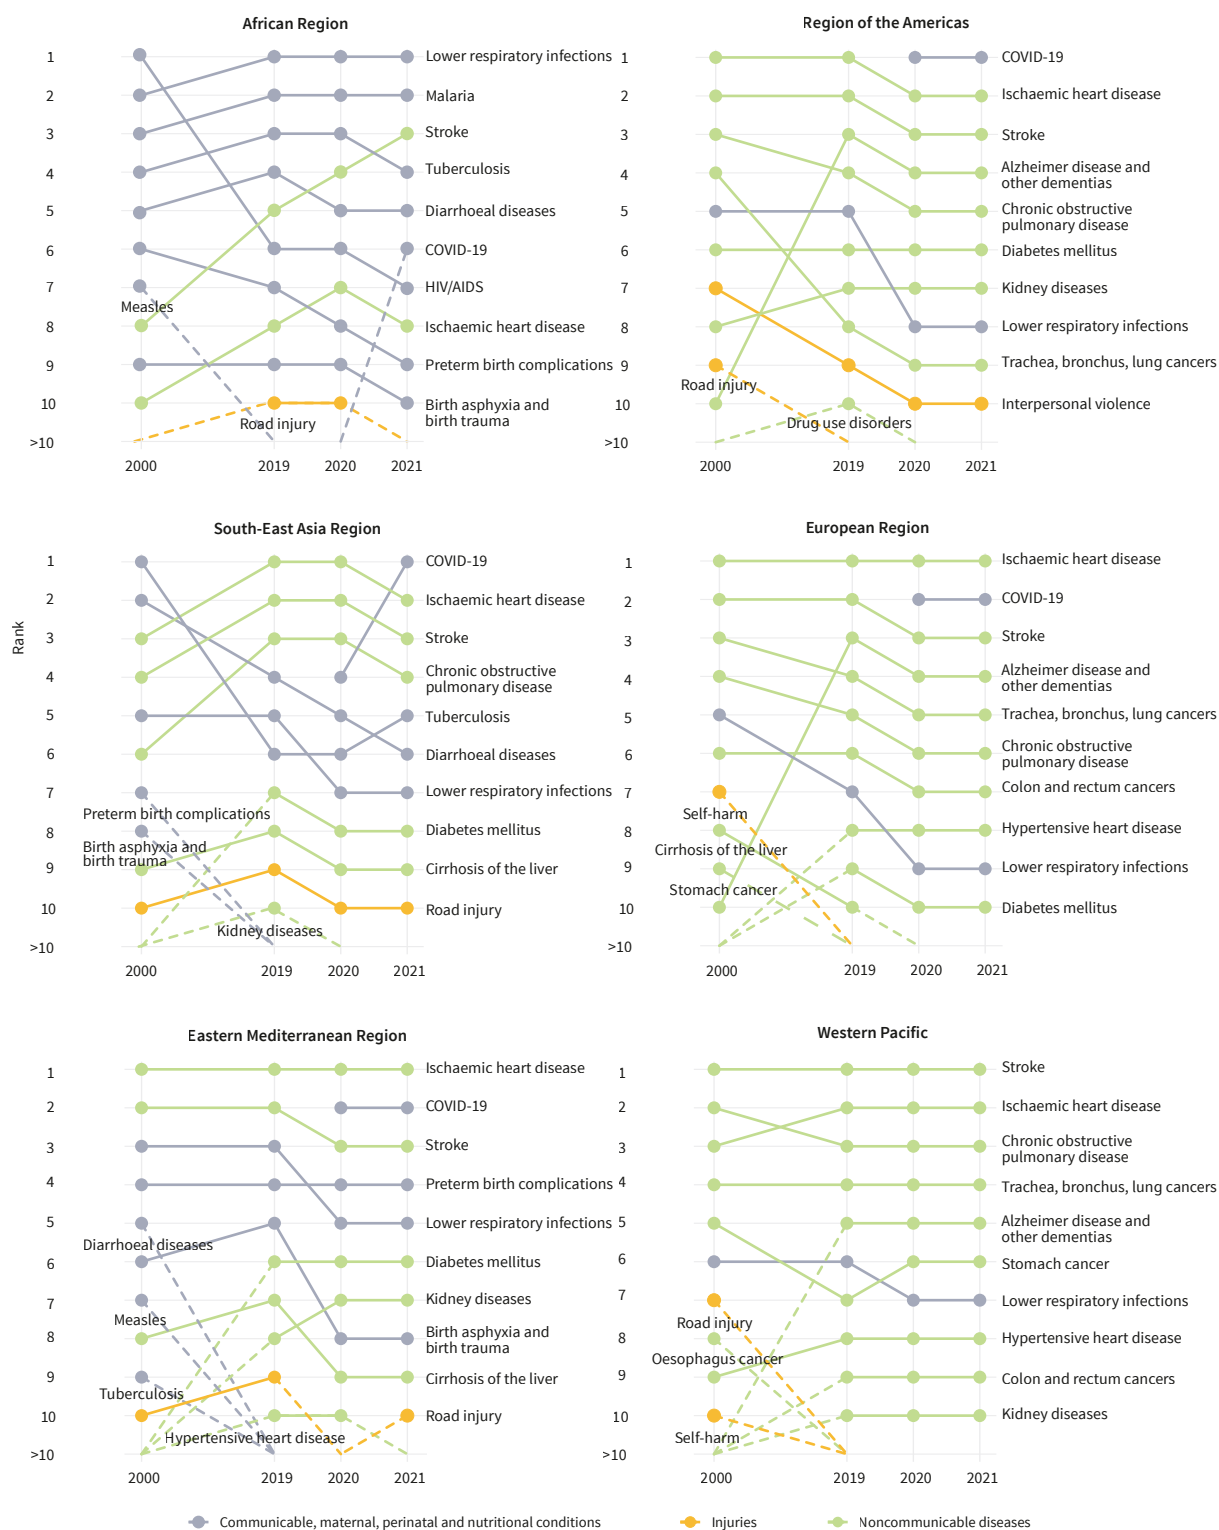 African Region
1
2
3
4
5
6
7
8
9
10
>10
Lower respiratory infections
Malaria
Stroke
Tuberculosis
Diarrhoeal diseases
COVID-19
HIV/AIDS
Ischaemic heart disease
Preterm birth complications
Birth asphyxia and
birth trauma
Measles
Road injury
2000
2019
2020
2021
Region of the Americas
1
2
3
4
5
6
7
8
9
10
>10
COVID-19
Ischaemic heart disease
Stroke
Alzheimer disease and
other dementias
Chronic obstructive
pulmonary disease
Diabetes mellitus
Kidney diseases
Lower respiratory infections
Trachea, bronchus, lung cancers
Interpersonal violence
Road injury
Drug use disorders
2000
2019
2020
2021
Rank
South-East Asia Region
1
2
3
4
5
6
7
8
9
10
>10
COVID-19
Ischaemic heart disease
Stroke
Chronic obstructive
pulmonary disease
Tuberculosis
Diarrhoeal diseases
Lower respiratory infections
Diabetes mellitus
Cirrhosis of the liver
Road injury
Preterm birth complications
Birth asphyxia and
birth trauma
Kidney diseases
2000
2019
2020
2021
European Region
1
2
3
4
5
6
7
8
9
10
>10
Ischaemic heart disease
COVID-19
Stroke
Alzheimer disease and
other dementias
Trachea, bronchus, lung cancers
Chronic obstructive
pulmonary disease
Colon and rectum cancers
Hypertensive heart disease
Lower respiratory infections
Diabetes mellitus
Self-harm
Cirrhosis of the liver
Stomach cancer
2000
2019
2020
2021
Eastern Mediterranean Region
1
2
3
4
5
6
7
8
9
10
>10
Ischaemic heart disease
COVID-19
Stroke
Preterm birth complications
Lower respiratory infections
Diabetes mellitus
Kidney diseases
Birth asphyxia and
birth trauma
Cirrhosis of the liver
Road injury
Diarrhoeal diseases
Measles
Tuberculosis
Hypertensive heart disease
2000
2019
2020
2021
Western Pacific
1
2
3
4
5
6
7
8
9
10
>10
Stroke
Ischaemic heart disease
Chronic obstructive
pulmonary disease
Trachea, bronchus, lung cancers
Alzheimer disease and
other dementias
Stomach cancer
Lower respiratory infections
Hypertensive heart disease
Colon and rectum cancers
Kidney diseases
Road injury
Oesophagus cancer
Self-harm
2000
2019
2020
2021
Communicable, maternal, perinatal and nutritional conditions
Injuries
Noncommunicable diseases